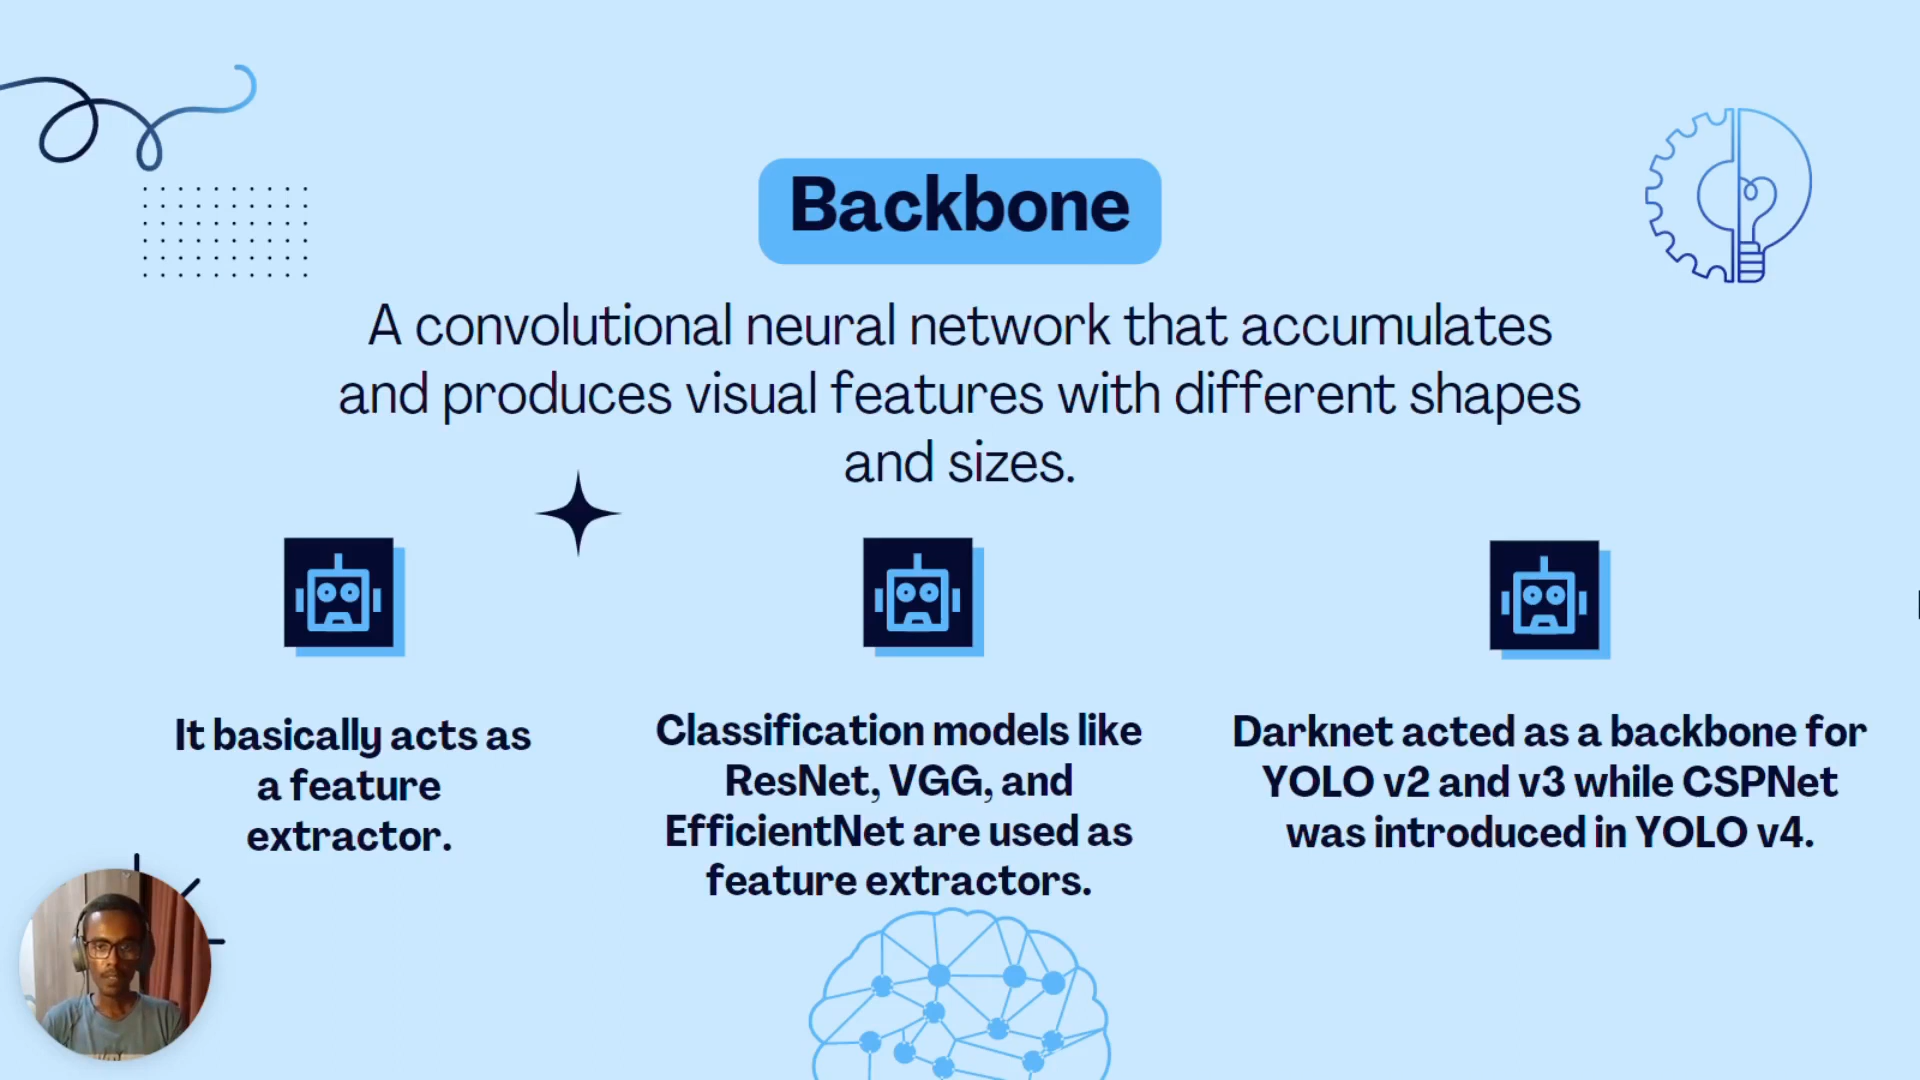 Backbone
A convolutional neural network that accumulates
and produces visual features with different shapes
and sizes.
It basically acts as
a feature
extractor.
Classification models like
ResNet, VGG, and
EfficientNet are used as
feature extractors.
Darknet acted as a backbone for
YOLO v2 and v3 while CSPNet
was introduced in YOLO v4.